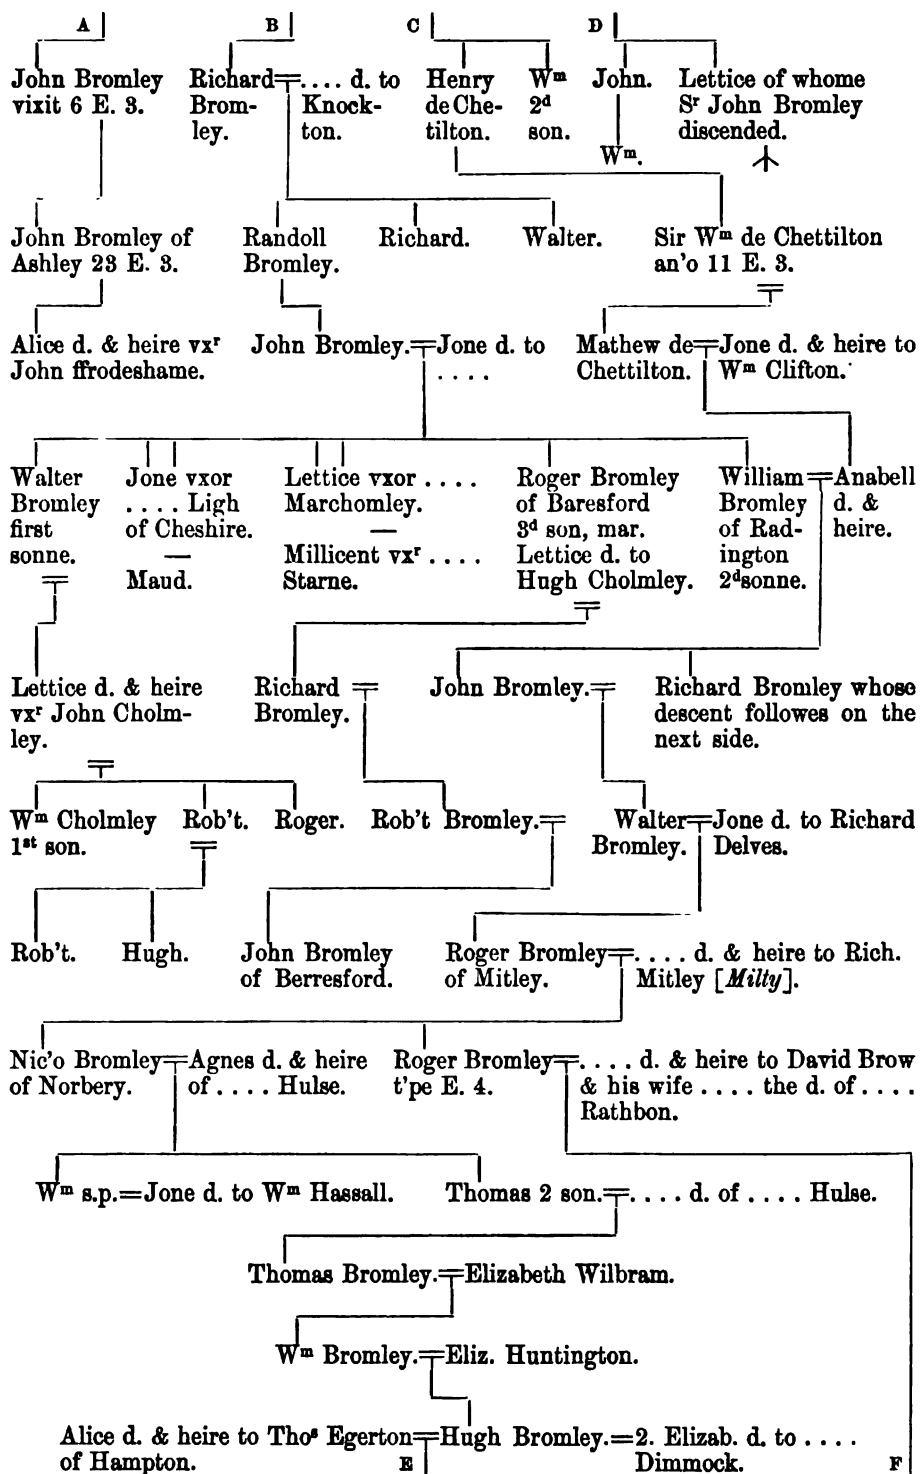 A B C D
John Bromley
vixit 6 E. 3.
Richard
Brom-
ley.
.... d. to
Knock-
ton.
Henry
de Che-
tilton.
Wᵐ
2ᵈ
son.
John.
Wᵐ.
Lettice of whome
Sʳ John Bromley
discended.
John Bromley of
Ashley 23 E. 3.
Randoll
Bromley.
Richard.
Walter.
Sir Wᵐ de Chettilton
an'o 11 E. 3.
Alice d. & heire vxʳ
John ffrodeshame.
John Bromley.
Jone d. to
....
Mathew de
Chettilton.
Jone d. & heire to
Wᵐ Clifton.
Walter
Bromley
first
sonne.
Jone vxor
.... Ligh
of Cheshire.
—
Maud.
Lettice vxor ....
Marchomley.
—
Millicent vxʳ ....
Starne.
Roger Bromley
of Baresford
3ᵈ son, mar.
Lettice d. to
Hugh Cholmley.
William
Bromley
of Rad-
ington
2ᵈsonne.
Anabell
d. &
heire.
Lettice d. & heire
vxʳ John Cholm-
ley.
Richard
Bromley.
John Bromley.
Richard Bromley whose
descent followes on the
next side.
Wᵐ Cholmley
1ˢᵗ son.
Rob't.
Roger.
Rob't Bromley.
Walter
Bromley.
Jone d. to Richard
Delves.
Rob't.
Hugh.
John Bromley
of Berresford.
Roger Bromley
of Mitley.
.... d. & heire to Rich.
Mitley [Milty].
Nic'o Bromley
of Norbery.
Agnes d. & heire
of .... Hulse.
Roger Bromley
t'pe E. 4.
.... d. & heire to David Brow
& his wife .... the d. of ....
Rathbon.
Wᵐ s.p.=Jone d. to Wᵐ Hassall.
Thomas 2 son.
.... d. of .... Hulse.
Thomas Bromley.
Elizabeth Wilbram.
Wᵐ Bromley.
Eliz. Huntington.
Alice d. & heire to Thoˢ Egerton
of Hampton.
Hugh Bromley.=2. Elizab. d. to ....
Dimmock.
E F